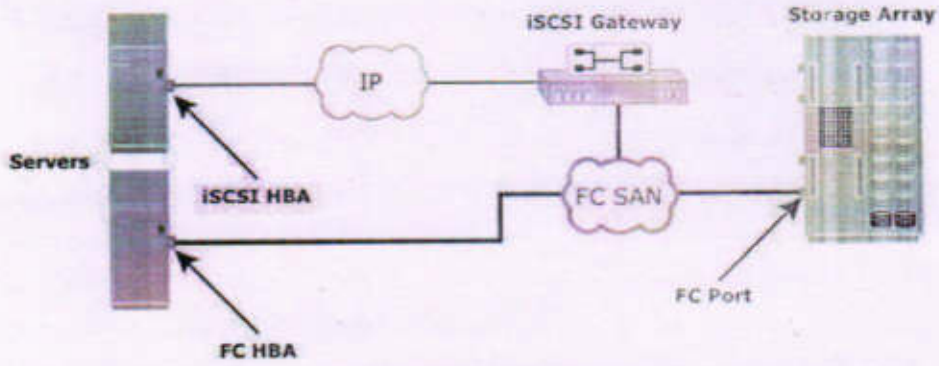 iSCSI Gateway
Storage Array
IP
Servers
iSCSI HBA
FC SAN
FC Port
FC HBA